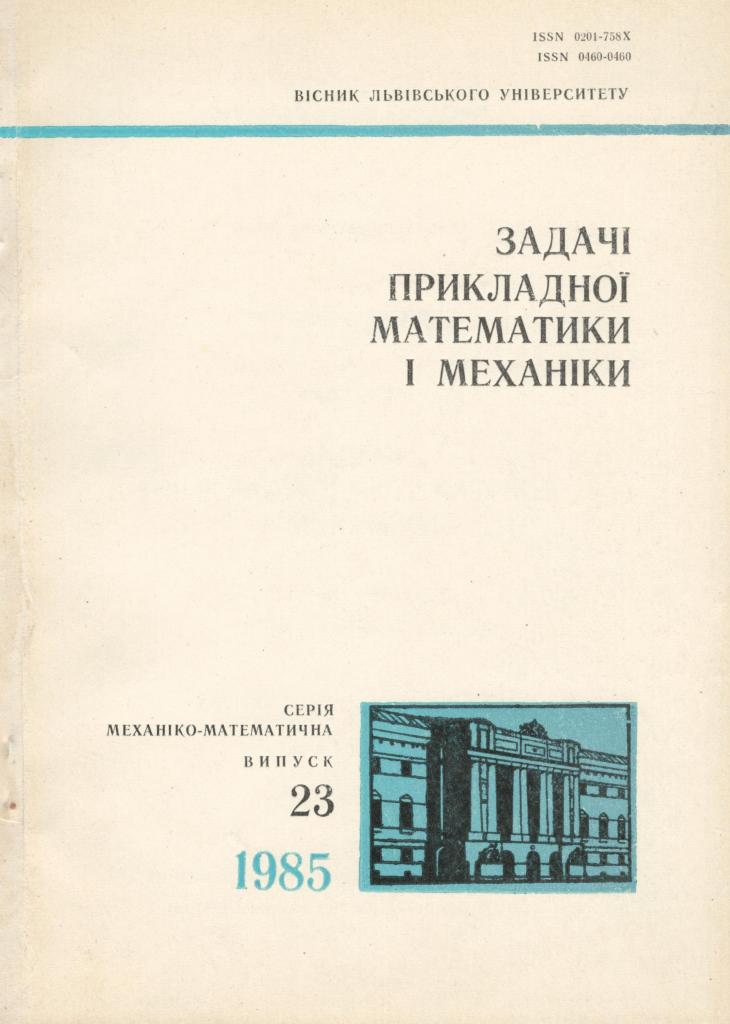 ISSN 0201-758X
ISSN 0460-0460
ВІСНИК ЛЬВІВСЬКОГО УНІВЕРСИТЕТУ
ЗАДАЧІ
ПРИКЛАДНОЇ
МАТЕМАТИКИ
І МЕХАНІКИ
СЕРІЯ
МЕХАНІКО-МАТЕМАТИЧНА
ВИПУСК
23
1985